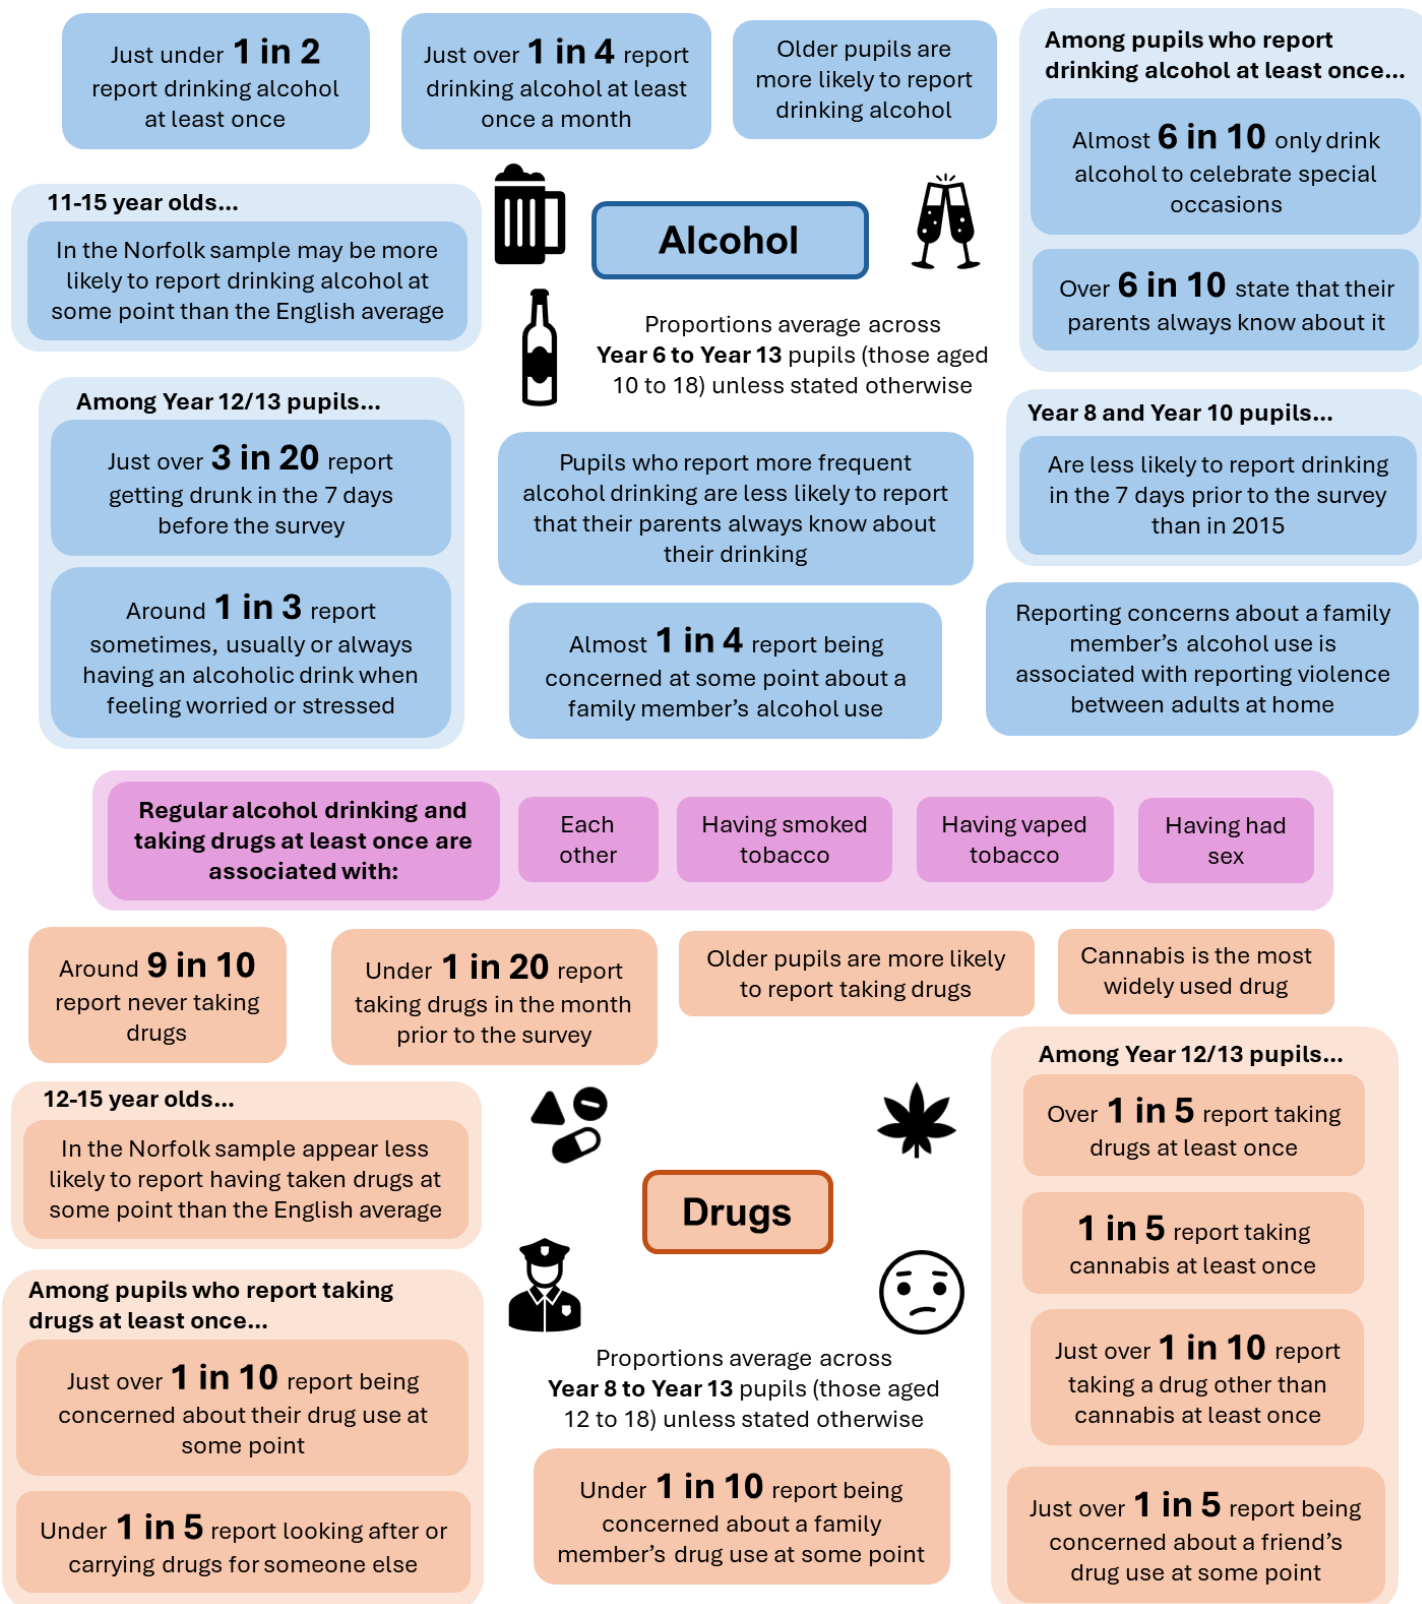 Just under 1 in 2
report drinking alcohol
at least once
Just over 1 in 4 report
drinking alcohol at least
once a month
Older pupils are
more likely to report
drinking alcohol
Among pupils who report
drinking alcohol at least once...
Almost 6 in 10 only drink
alcohol to celebrate special
occasions
Over 6 in 10 state that their
parents always know about it
11-15 year olds...
In the Norfolk sample may be more
likely to report drinking alcohol at
some point than the English average
Alcohol
Proportions average across
Year 6 to Year 13 pupils (those aged
10 to 18) unless stated otherwise
Among Year 12/13 pupils...
Just over 3 in 20 report
getting drunk in the 7 days
before the survey
Around 1 in 3 report
sometimes, usually or always
having an alcoholic drink when
feeling worried or stressed
Pupils who report more frequent
alcohol drinking are less likely to report
that their parents always know about
their drinking
Year 8 and Year 10 pupils...
Are less likely to report drinking
in the 7 days prior to the survey
than in 2015
Almost 1 in 4 report being
concerned at some point about a
family member's alcohol use
Reporting concerns about a family
member's alcohol use is
associated with reporting violence
between adults at home
Regular alcohol drinking and
taking drugs at least once are
associated with:
Each
other
Having smoked
tobacco
Having vaped
tobacco
Having had
sex
Around 9 in 10
report never taking
drugs
Under 1 in 20 report
taking drugs in the month
prior to the survey
Older pupils are more likely
to report taking drugs
Cannabis is the most
widely used drug
12-15 year olds...
In the Norfolk sample appear less
likely to report having taken drugs at
some point than the English average
Drugs
Among Year 12/13 pupils...
Over 1 in 5 report taking
drugs at least once
1 in 5 report taking
cannabis at least once
Just over 1 in 10 report
taking a drug other than
cannabis at least once
Just over 1 in 5 report being
concerned about a friend's
drug use at some point
Among pupils who report taking
drugs at least once...
Just over 1 in 10 report being
concerned about their drug use at
some point
Under 1 in 5 report looking after or
carrying drugs for someone else
Proportions average across
Year 8 to Year 13 pupils (those aged
12 to 18) unless stated otherwise
Under 1 in 10 report being
concerned about a family
member's drug use at some point